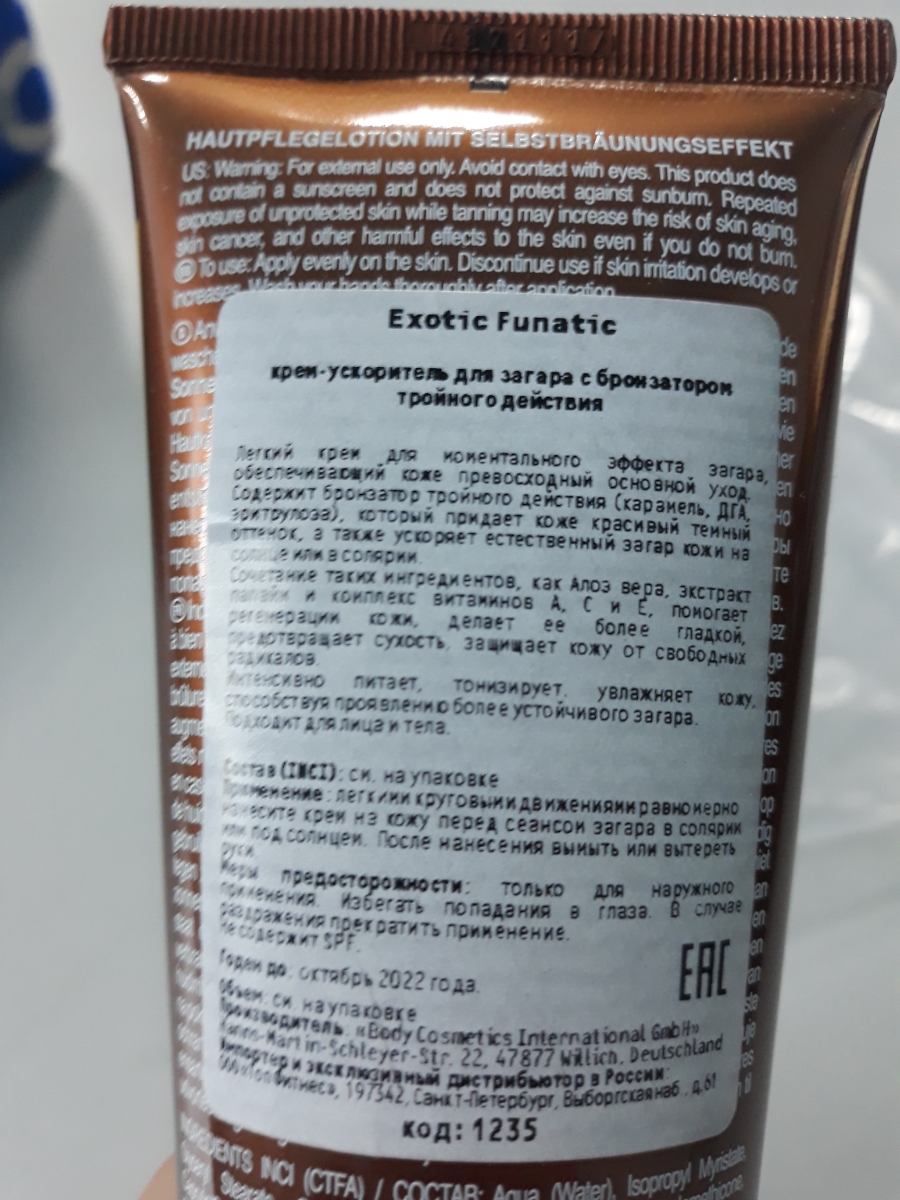 HAUTPFLEGELOTION MIT SELBSTBRÄUNUNGSEFFEKT
US: Warning: For external use only. Avoid contact with eyes. This product does
not contain a sunscreen and does not protect against sunburn. Repeated
exposure of unprotected skin while tanning may increase the risk of skin aging,
skin cancer, and other harmful effects to the skin even if you do not burn.
To use: Apply evenly on the skin. Discontinue use if skin irritation develops or
increases. Wash your hands thoroughly after application.
Exotic Funatic
крем-ускоритель для загара с бронзатором
тройного действия
Легкий крем для моментального эффекта загара,
обеспечивающий коже превосходный основной уход.
Содержит бронзатор тройного действия (карамель, ДГА,
эритрулоза), который придает коже красивый темный
оттенок, а также ускоряет естественный загар кожи на
солнце или в солярии.
Сочетание таких ингредиентов, как Алоэ вера, экстракт
папайи и комплекс витаминов А, С и Е, помогает
регенерации кожи, делает ее более гладкой,
предотвращает сухость, защищает кожу от свободных
радикалов.
Интенсивно питает, тонизирует, увлажняет кожу,
способствуя проявлению более устойчивого загара.
Подходит для лица и тела.
Состав (INCI): см. на упаковке
Применение: легкими круговыми движениями равномерно
нанесите крем на кожу перед сеансом загара в солярии
или под солнцем. После нанесения вымыть или вытереть
руки.
Меры предосторожности: только для наружного
применения. Избегать попадания в глаза. В случае
раздражения прекратить применение.
Не содержит SPF.
EAC
Годен до: октябрь 2022 года.
Объем: см. на упаковке
Производитель: «Body Cosmetics International GmbH»
Hanns-Martin-Schleyer-Str. 22, 47877 Willich. Deutschland
Импортер и эксклюзивный дистрибьютор в России:
ООО «ТопФитнес», 197342, Санкт-Петербург, Выборгская наб., д.61
код: 1235
INGREDIENTS INCI (CTFA) / СОСТАВ: Aqua (Water), Isopropyl Myristate,